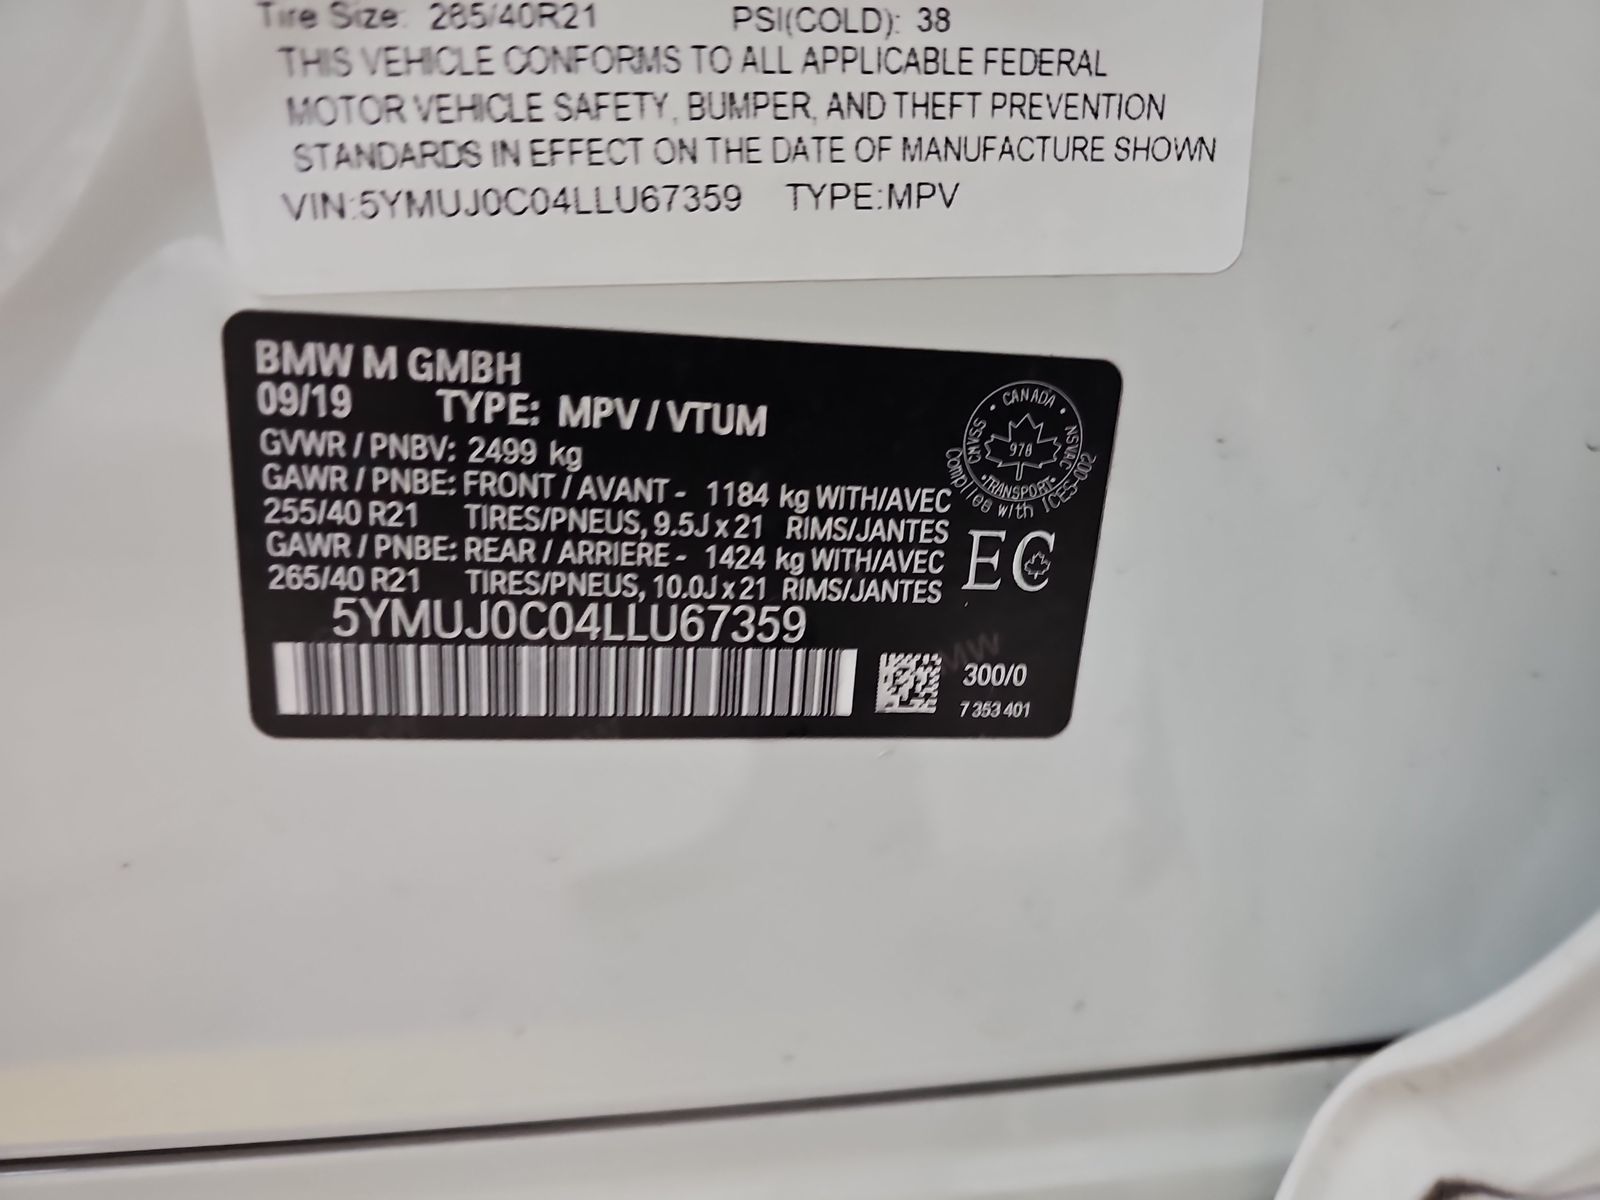 Tire Size: 265/40R21 PSI(COLD): 38
THIS VEHICLE CONFORMS TO ALL APPLICABLE FEDERAL
MOTOR VEHICLE SAFETY, BUMPER, AND THEFT PREVENTION
STANDARDS IN EFFECT ON THE DATE OF MANUFACTURE SHOWN
VIN:5YMUJ0C04LLU67359 TYPE:MPV
BMW M GMBH
09/19 TYPE: MPV / VTUM
GVWR / PNBV: 2499 kg
GAWR / PNBE: FRONT / AVANT - 1184 kg WITH/AVEC
255/40 R21 TIRES/PNEUS, 9.5J x 21 RIMS/JANTES
GAWR / PNBE: REAR / ARRIERE - 1424 kg WITH/AVEC
265/40 R21 TIRES/PNEUS, 10.0J x 21 RIMS/JANTES
5YMUJ0C04LLU67359
CANADA
CMVSS 978 NSVAC
TRANSPORT
Complies with ICES-002
EC
300/0
7 353 401